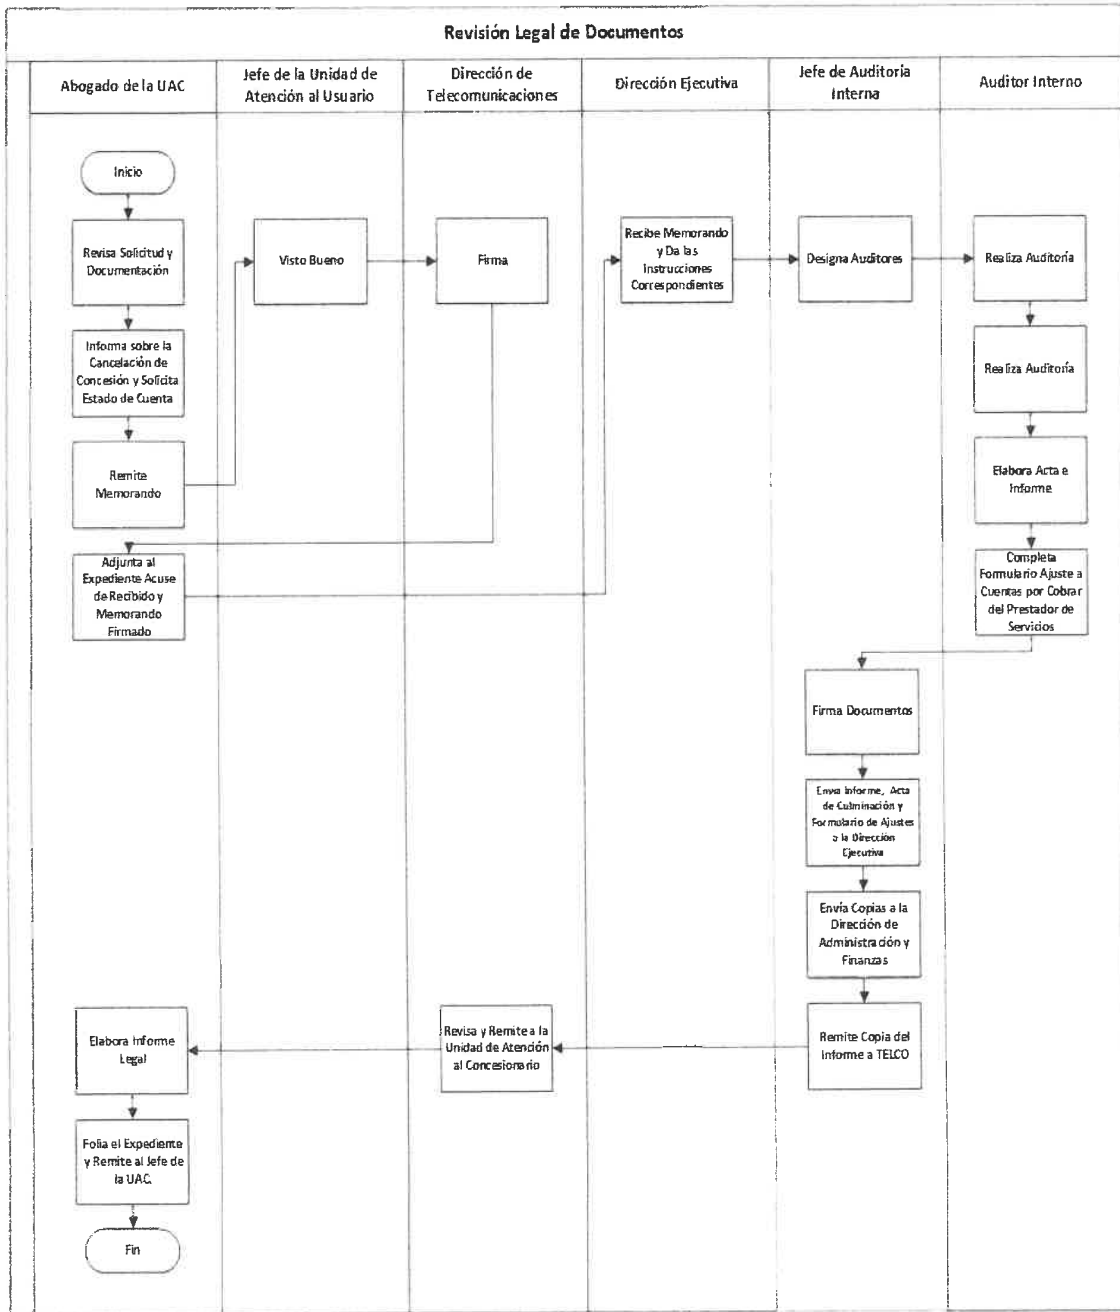 Revisión Legal de Documentos
Abogado de la UAC
Jefe de la Unidad de
Atención al Usuario
Dirección de
Telecomunicaciones
Dirección Ejecutiva
Jefe de Auditoría
Interna
Auditor Interno
Inicio
Revisa Solicitud y
Documentación
Visto Bueno
Firma
Recibe Memorando
y Da las
Instrucciones
Correspondientes
Designa Auditores
Realiza Auditoría
Informa sobre la
Cancelación de
Concesión y Solicita
Estado de Cuenta
Realiza Auditoría
Remite
Memorando
Elabora Acta e
Informe
Adjunta al
Expediente Acuse
de Recibido y
Memorando
Firmado
Completa
Formulario Ajuste a
Cuentas por Cobrar
del Prestador de
Servicios
Firma Documentos
Envia Informe, Acta
de Culminación y
Formulario de Ajustes
a la Dirección
Ejecutiva
Envía Copias a la
Dirección de
Administración y
Finanzas
Elabora Informe
Legal
Revisa y Remite a la
Unidad de Atención
al Concesionario
Remite Copia del
Informe a TELCO
Folia el Expediente
y Remite al Jefe de
la UAC.
Fin